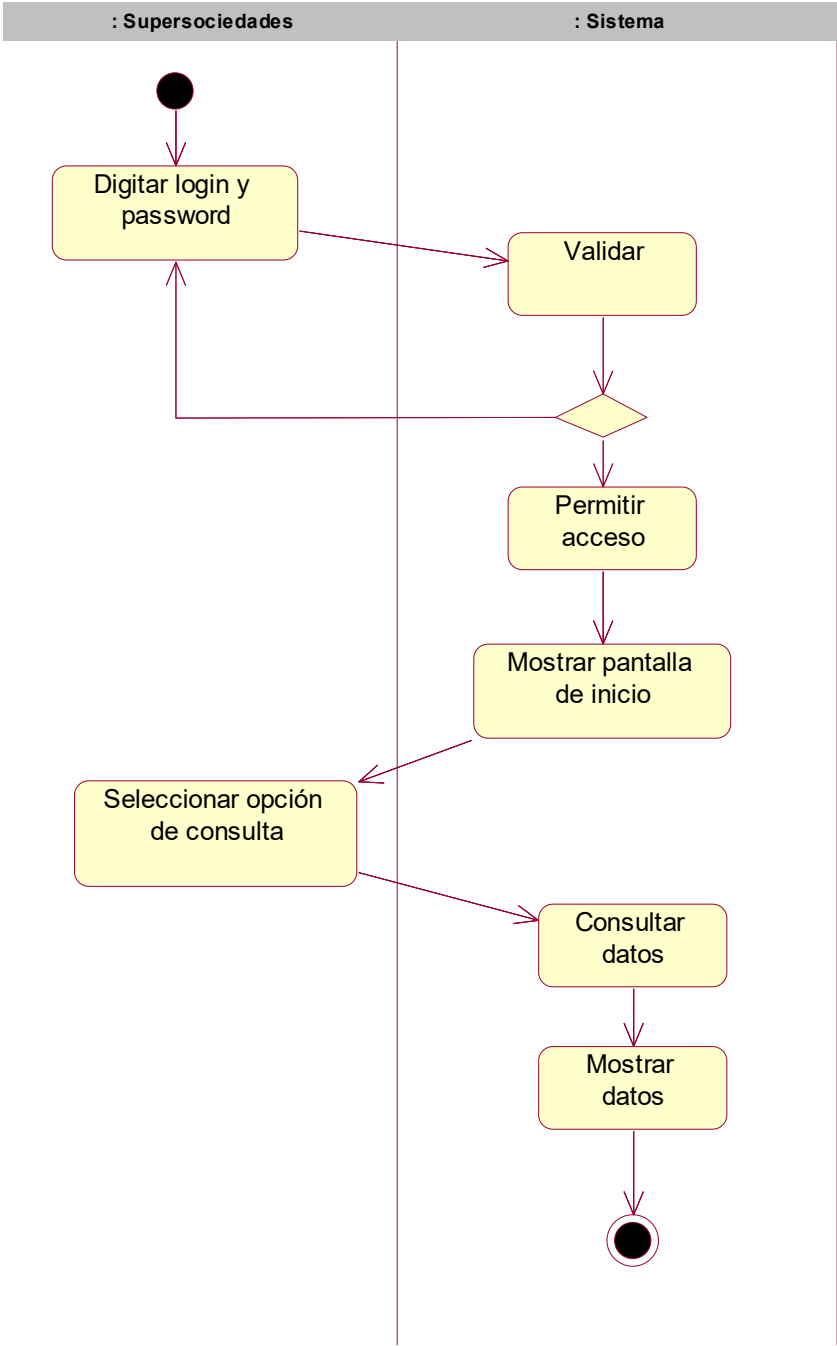 : Supersociedades
: Sistema
Digitar login y
password
Validar
Permitir
acceso
Mostrar pantalla
de inicio
Seleccionar opción
de consulta
Consultar
datos
Mostrar
datos